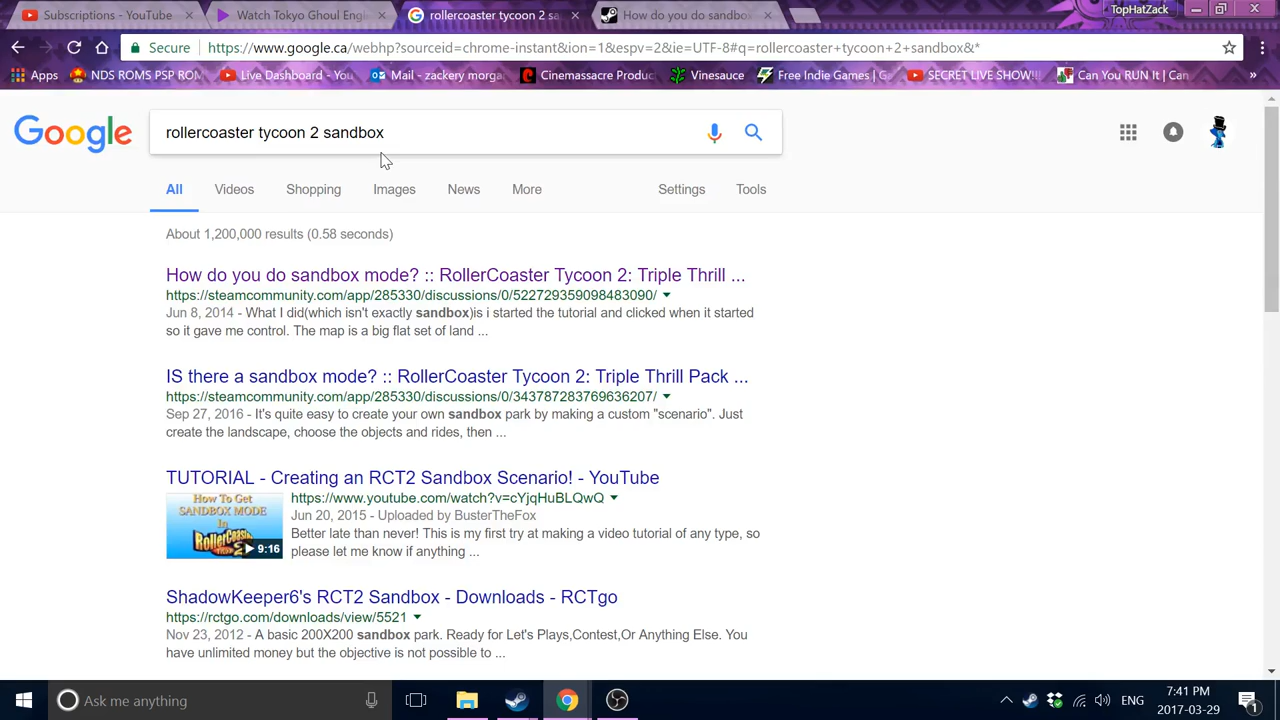 Subscriptions - YouTube
Watch Tokyo Ghoul Engl
rollercoaster tycoon 2 sa
How do you do sandbox
TopHatZack
Secure
https://www.google.ca/webhp?sourceid=chrome-instant&ion=1&espv=2&ie=UTF-8#q=rollercoaster+tycoon+2+sandbox&*
Apps
NDS ROMS PSP ROM
Live Dashboard - You
Mail - zackery morga
Cinemassacre Produc
Vinesauce
Free Indie Games | G
SECRET LIVE SHOW!!
Can You RUN It | Can
»
Google
rollercoaster tycoon 2 sandbox
All
Videos
Shopping
Images
News
More
Settings
Tools
About 1,200,000 results (0.58 seconds)
How do you do sandbox mode? :: RollerCoaster Tycoon 2: Triple Thrill ...
https://steamcommunity.com/app/285330/discussions/0/522729359098483090/
Jun 8, 2014 - What I did(which isn't exactly sandbox)is i started the tutorial and clicked when it started
so it gave me control. The map is a big flat set of land ...
IS there a sandbox mode? :: RollerCoaster Tycoon 2: Triple Thrill Pack ...
https://steamcommunity.com/app/285330/discussions/0/343787283769636207/
Sep 27, 2016 - It's quite easy to create your own sandbox park by making a custom "scenario". Just
create the landscape, choose the objects and rides, then ...
TUTORIAL - Creating an RCT2 Sandbox Scenario! - YouTube
How To Get
SANDBOX MODE
In
9:16
https://www.youtube.com/watch?v=cYjqHuBLQwQ
Jun 20, 2015 - Uploaded by BusterTheFox
Better late than never! This is my first try at making a video tutorial of any type, so
please let me know if anything ...
ShadowKeeper6's RCT2 Sandbox - Downloads - RCTgo
https://rctgo.com/downloads/view/5521
Nov 23, 2012 - A basic 200X200 sandbox park. Ready for Let's Plays,Contest,Or Anything Else. You
have unlimited money but the objective is not possible to ...
Ask me anything
ENG
7:41 PM
2017-03-29
1